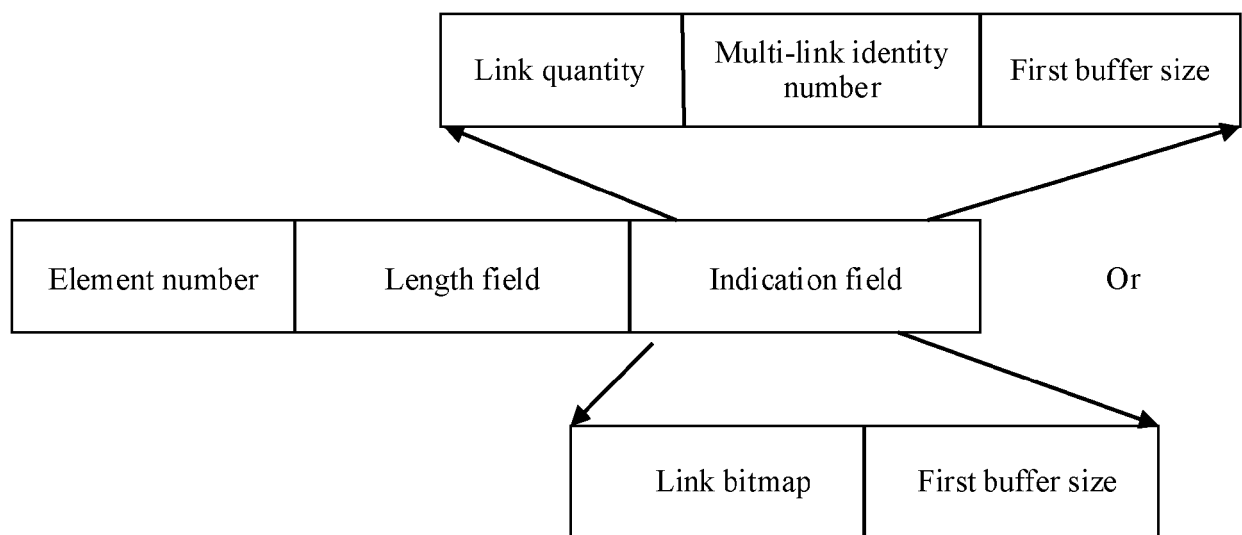 Link quantity
Multi-link identity
number
First buffer size
Element number
Length field
Indication field
Or
Link bitmap
First buffer size